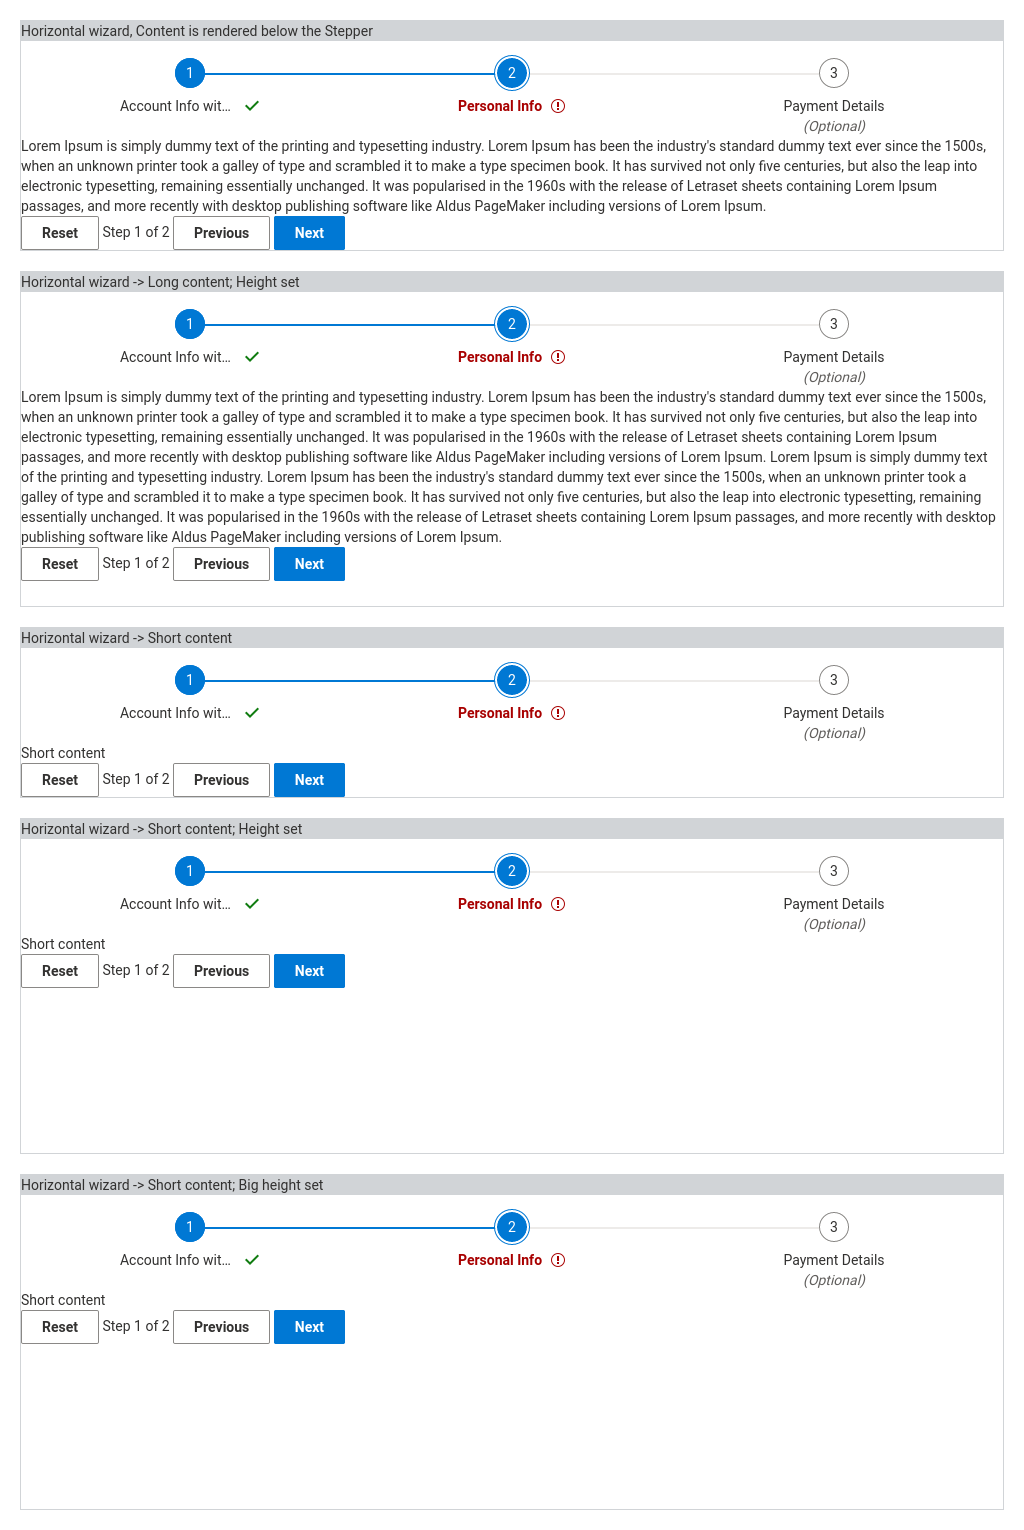 Horizontal wizard, Content is rendered below the Stepper
1 2 3
Account Info wit... Personal Info Payment Details
(Optional)
Lorem Ipsum is simply dummy text of the printing and typesetting industry. Lorem Ipsum has been the industry's standard dummy text ever since the 1500s,
when an unknown printer took a galley of type and scrambled it to make a type specimen book. It has survived not only five centuries, but also the leap into
electronic typesetting, remaining essentially unchanged. It was popularised in the 1960s with the release of Letraset sheets containing Lorem Ipsum
passages, and more recently with desktop publishing software like Aldus PageMaker including versions of Lorem Ipsum.
Reset Step 1 of 2 Previous Next
Horizontal wizard -> Long content; Height set
1 2 3
Account Info wit... Personal Info Payment Details
(Optional)
Lorem Ipsum is simply dummy text of the printing and typesetting industry. Lorem Ipsum has been the industry's standard dummy text ever since the 1500s,
when an unknown printer took a galley of type and scrambled it to make a type specimen book. It has survived not only five centuries, but also the leap into
electronic typesetting, remaining essentially unchanged. It was popularised in the 1960s with the release of Letraset sheets containing Lorem Ipsum
passages, and more recently with desktop publishing software like Aldus PageMaker including versions of Lorem Ipsum. Lorem Ipsum is simply dummy text
of the printing and typesetting industry. Lorem Ipsum has been the industry's standard dummy text ever since the 1500s, when an unknown printer took a
galley of type and scrambled it to make a type specimen book. It has survived not only five centuries, but also the leap into electronic typesetting, remaining
essentially unchanged. It was popularised in the 1960s with the release of Letraset sheets containing Lorem Ipsum passages, and more recently with desktop
publishing software like Aldus PageMaker including versions of Lorem Ipsum.
Reset Step 1 of 2 Previous Next
Horizontal wizard -> Short content
1 2 3
Account Info wit... Personal Info Payment Details
(Optional)
Short content
Reset Step 1 of 2 Previous Next
Horizontal wizard -> Short content; Height set
1 2 3
Account Info wit... Personal Info Payment Details
(Optional)
Short content
Reset Step 1 of 2 Previous Next
Horizontal wizard -> Short content; Big height set
1 2 3
Account Info wit... Personal Info Payment Details
(Optional)
Short content
Reset Step 1 of 2 Previous Next